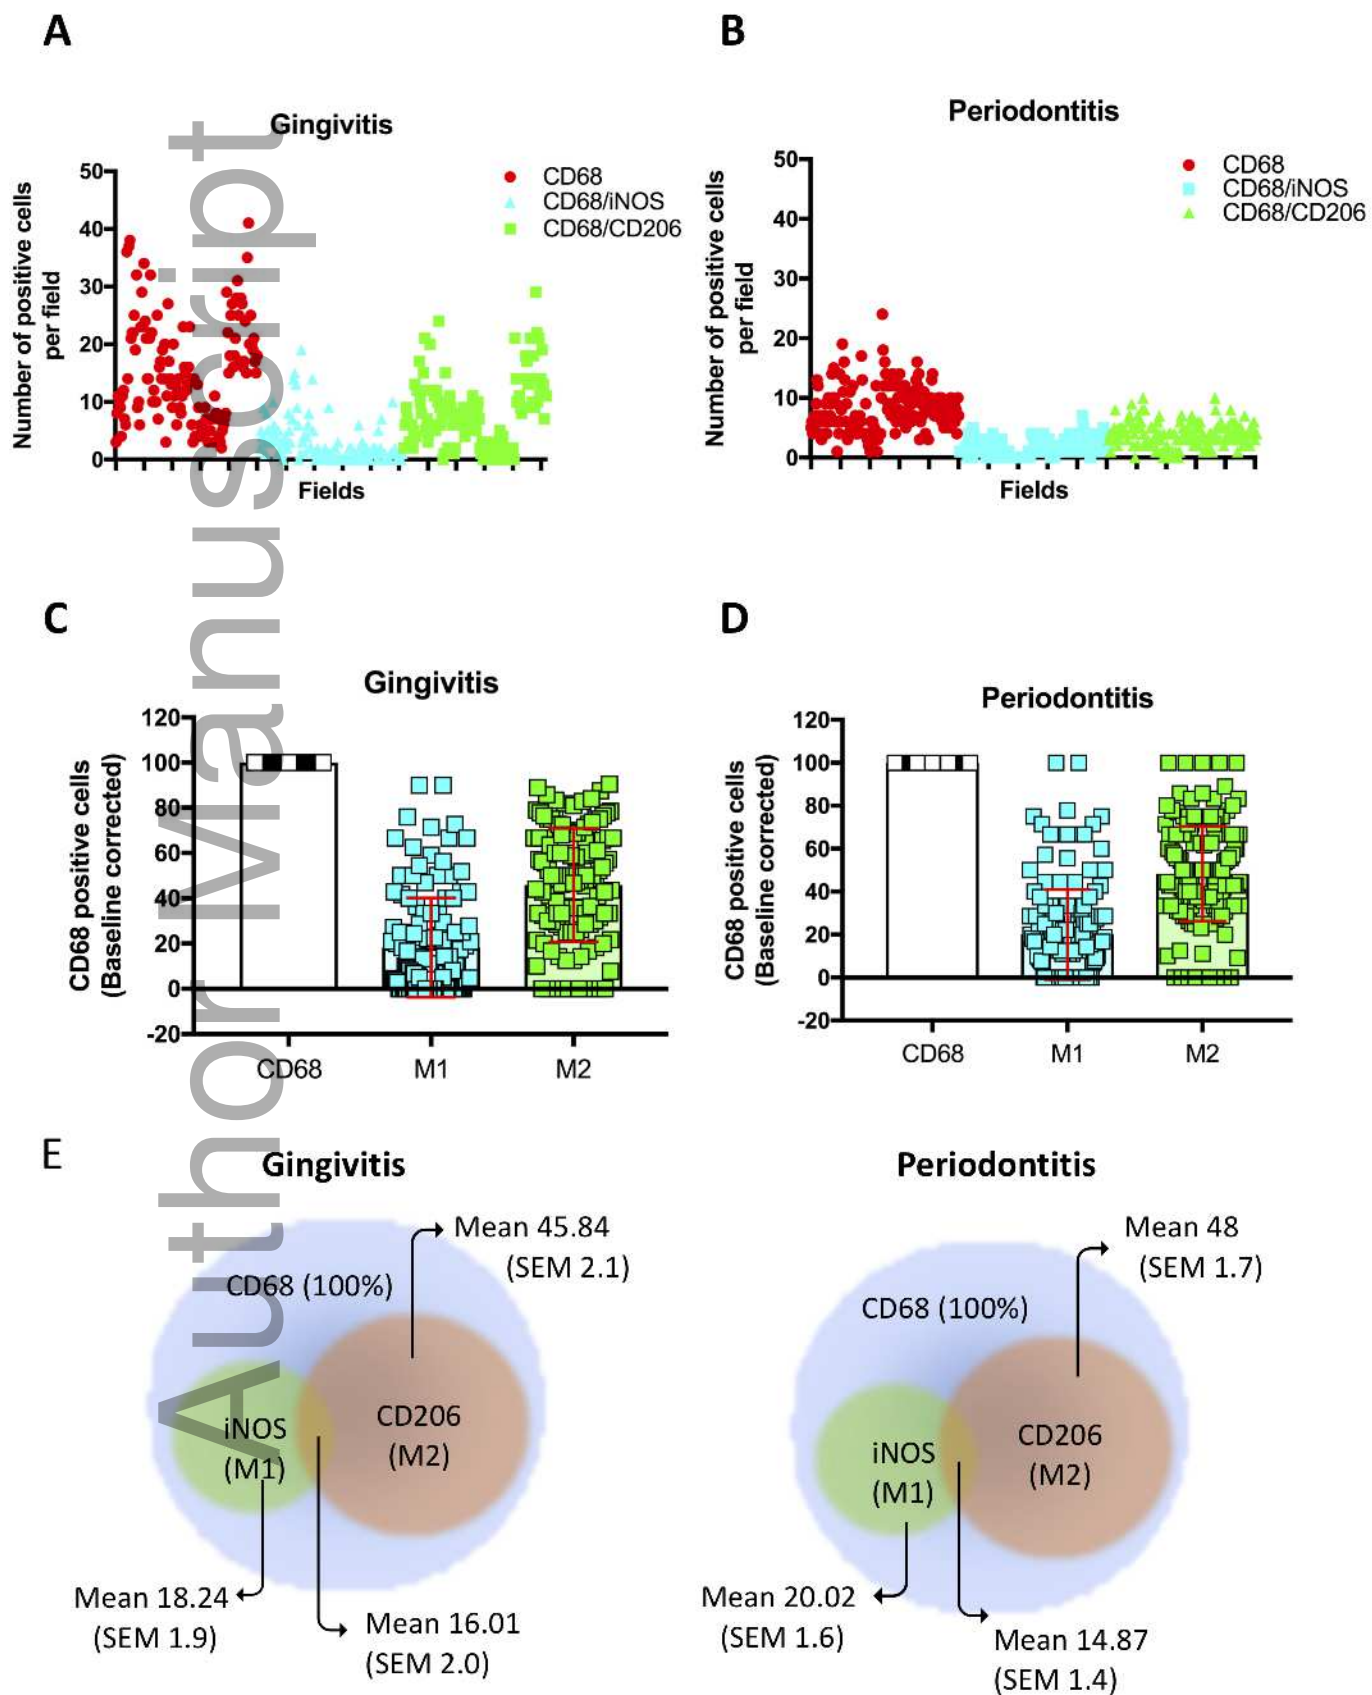 A
Gingivitis
Number of positive cells
per field
50
40
30
20
10
0
CD68
CD68/iNOS
CD68/CD206
Fields
B
Periodontitis
Number of positive cells
per field
50
40
30
20
10
0
CD68
CD68/iNOS
CD68/CD206
Fields
C
Gingivitis
CD68 positive cells
(Baseline corrected)
120
100
80
60
40
20
0
-20
CD68 M1 M2
D
Periodontitis
CD68 positive cells
(Baseline corrected)
120
100
80
60
40
20
0
-20
CD68 M1 M2
E
Gingivitis
Mean 45.84
(SEM 2.1)
CD68 (100%)
iNOS
(M1)
CD206
(M2)
Mean 18.24
(SEM 1.9)
Mean 16.01
(SEM 2.0)
Periodontitis
Mean 48
(SEM 1.7)
CD68 (100%)
iNOS
(M1)
CD206
(M2)
Mean 20.02
(SEM 1.6)
Mean 14.87
(SEM 1.4)
Author Manuscript